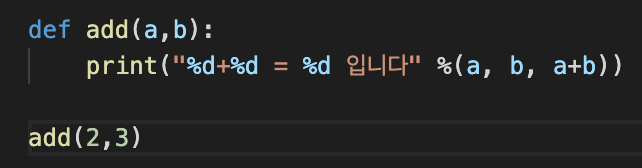 def add(a,b):
    print("%d+%d = %d 입니다" %(a, b, a+b))
add(2,3)